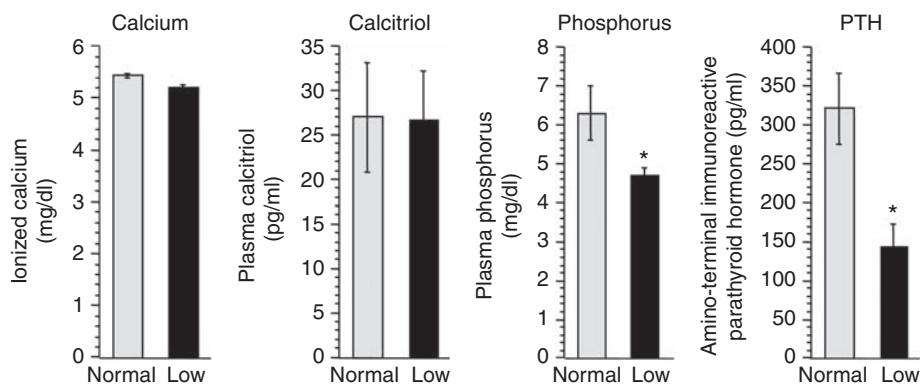 Calcium
6
5
4
3
2
1
0
Ionized calcium
(mg/dl)
Normal Low
Calcitriol
35
30
25
20
15
10
5
0
Plasma calcitriol
(pg/ml)
Normal Low
Phosphorus
8
7
6
5
4
3
2
1
0
Plasma phosphorus
(mg/dl)
*
Normal Low
PTH
400
350
300
250
200
150
100
50
0
Amino-terminal immunoreactive
parathyroid hormone (pg/ml)
*
Normal Low